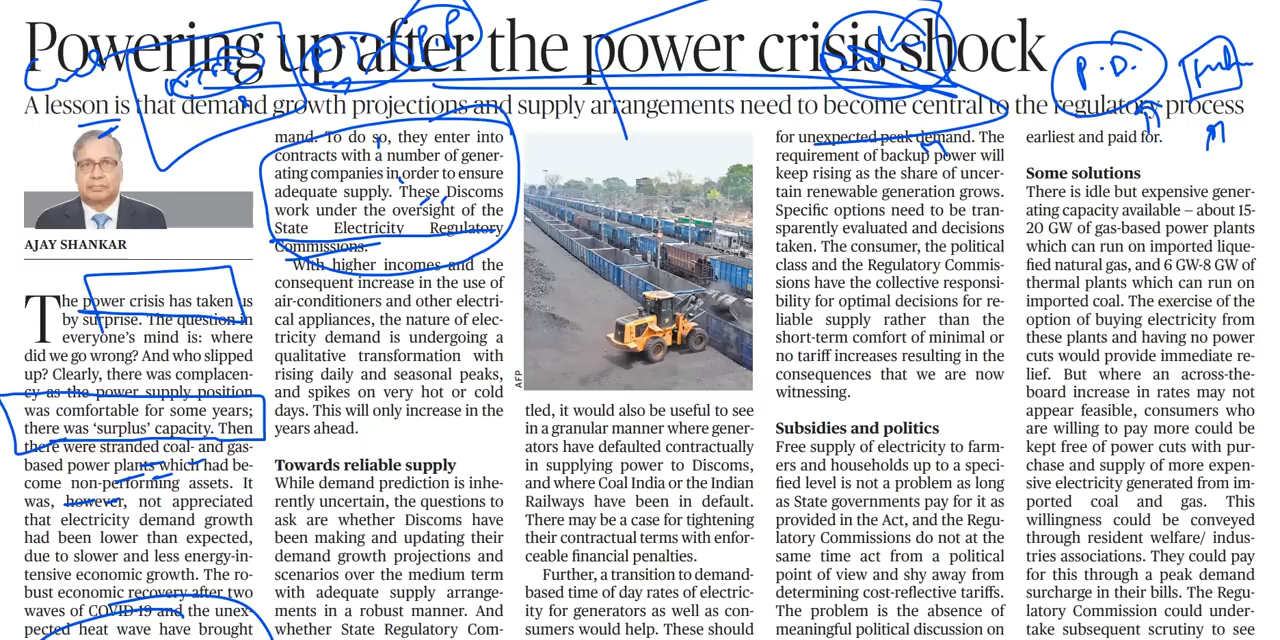 Powering up after the power crisis shock
A lesson is that demand growth projections and supply arrangements need to become central to the regulatory process
AJAY SHANKAR
The power crisis has taken us
by surprise. The question in
everyone's mind is: where
did we go wrong? And who slipped
up? Clearly, there was complacen-
cy as the power supply position
was comfortable for some years;
there was 'surplus' capacity. Then
there were stranded coal- and gas-
based power plants which had be-
come non-performing assets. It
was, however, not appreciated
that electricity demand growth
had been lower than expected,
due to slower and less energy-in-
tensive economic growth. The ro-
bust economic recovery after two
waves of COVID-19 and the unex-
pected heat wave have brought
mand. To do so, they enter into
contracts with a number of gener-
ating companies in order to ensure
adequate supply. These Discoms
work under the oversight of the
State Electricity Regulatory
Commissions.
With higher incomes and the
consequent increase in the use of
air-conditioners and other electri-
cal appliances, the nature of elec-
tricity demand is undergoing a
qualitative transformation with
rising daily and seasonal peaks,
and spikes on very hot or cold
days. This will only increase in the
years ahead.
Towards reliable supply
While demand prediction is inhe-
rently uncertain, the questions to
ask are whether Discoms have
been making and updating their
demand growth projections and
scenarios over the medium term
with adequate supply arrange-
ments in a robust manner. And
whether State Regulatory Com-
AFP
tled, it would also be useful to see
in a granular manner where gener-
ators have defaulted contractually
in supplying power to Discoms,
and where Coal India or the Indian
Railways have been in default.
There may be a case for tightening
their contractual terms with enfor-
ceable financial penalties.
Further, a transition to demand-
based time of day rates of electric-
ity for generators as well as con-
sumers would help. These should
for unexpected peak demand. The
requirement of backup power will
keep rising as the share of uncer-
tain renewable generation grows.
Specific options need to be tran-
sparently evaluated and decisions
taken. The consumer, the political
class and the Regulatory Commis-
sions have the collective responsi-
bility for optimal decisions for re-
liable supply rather than the
short-term comfort of minimal or
no tariff increases resulting in the
consequences that we are now
witnessing.
Subsidies and politics
Free supply of electricity to farm-
ers and households up to a speci-
fied level is not a problem as long
as State governments pay for it as
provided in the Act, and the Regu-
latory Commissions do not at the
same time act from a political
point of view and shy away from
determining cost-reflective tariffs.
The problem is the absence of
meaningful political discussion on
earliest and paid for.
Some solutions
There is idle but expensive gener-
ating capacity available – about 15-
20 GW of gas-based power plants
which can run on imported lique-
fied natural gas, and 6 GW-8 GW of
thermal plants which can run on
imported coal. The exercise of the
option of buying electricity from
these plants and having no power
cuts would provide immediate re-
lief. But where an across-the-
board increase in rates may not
appear feasible, consumers who
are willing to pay more could be
kept free of power cuts with pur-
chase and supply of more expen-
sive electricity generated from im-
ported coal and gas. This
willingness could be conveyed
through resident welfare/ indus-
tries associations. They could pay
for this through a peak demand
surcharge in their bills. The Regu-
latory Commission could under-
take subsequent scrutiny to see
P.P
P.D.